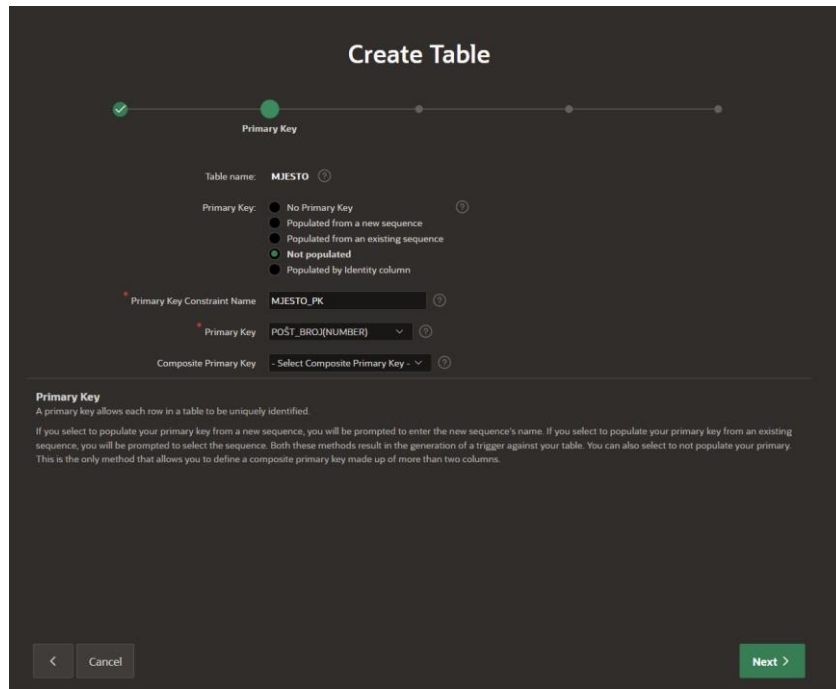 Create Table
Primary Key
Table name: MJESTO ?
Primary Key: No Primary Key ?
Populated from a new sequence
Populated from an existing sequence
Not populated
Populated by Identity column
* Primary Key Constraint Name MJESTO_PK ?
* Primary Key POŠT_BROJ(NUMBER) ?
Composite Primary Key - Select Composite Primary Key - ?
Primary Key
A primary key allows each row in a table to be uniquely identified.
If you select to populate your primary key from a new sequence, you will be prompted to enter the new sequence's name. If you select to populate your primary key from an existing
sequence, you will be prompted to select the sequence. Both these methods result in the generation of a trigger against your table. You can also select to not populate your primary.
This is the only method that allows you to define a composite primary key made up of more than two columns.
< Cancel Next >